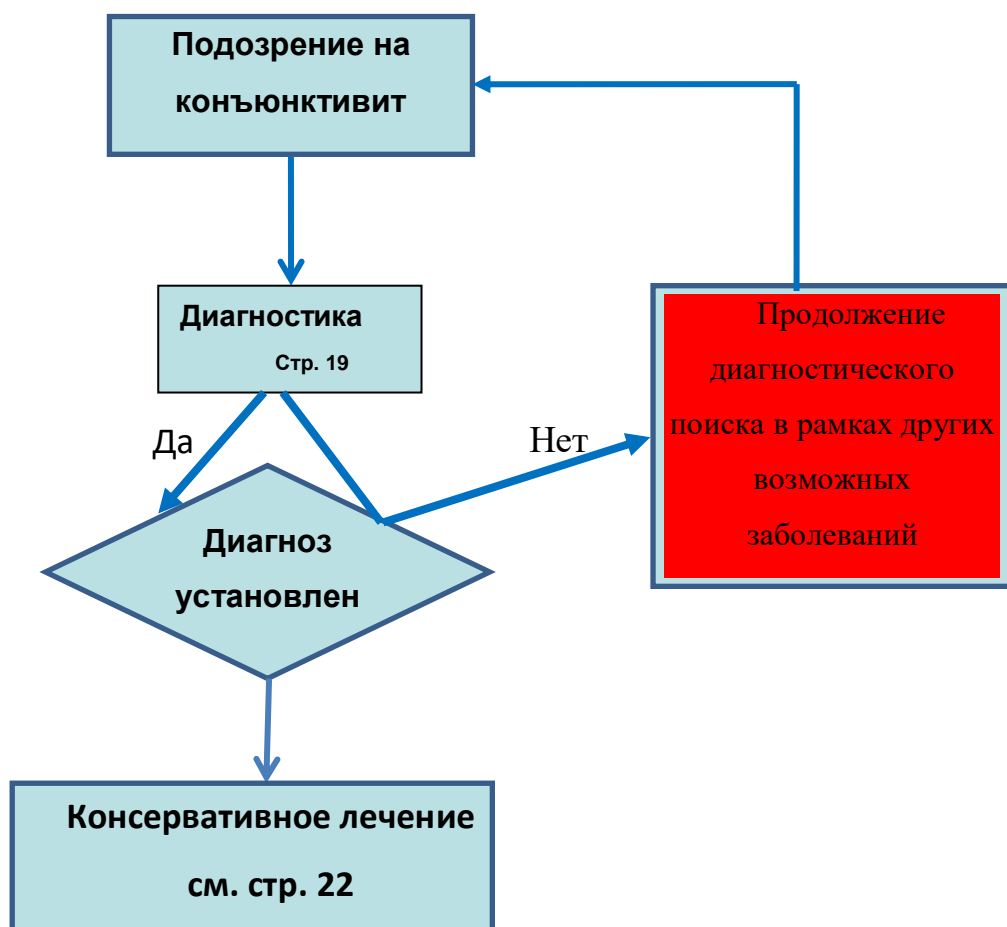 Подозрение на
конъюнктивит
Диагностика
Стр. 19
Да
Нет
Диагноз
установлен
Продолжение
диагностического
поиска в рамках других
возможных
заболеваний
Консервативное лечение
см. стр. 22